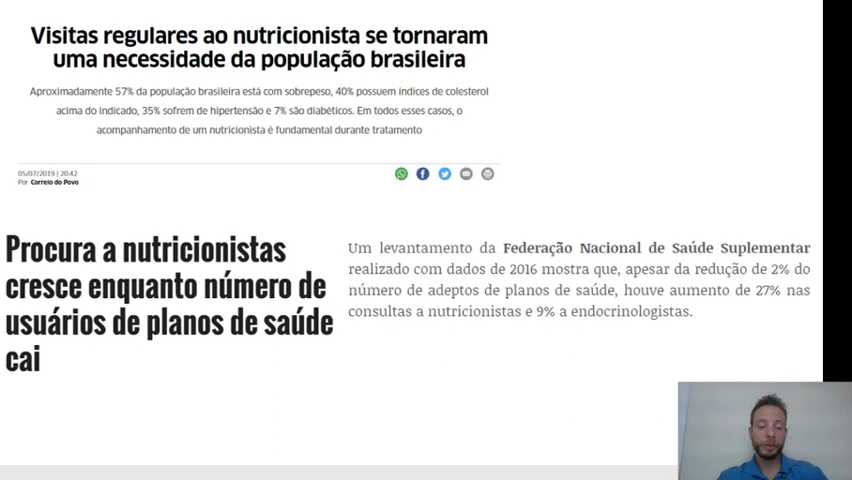 Visitas regulares ao nutricionista se tornaram
uma necessidade da população brasileira
Aproximadamente 57% da população brasileira está com sobrepeso, 40% possuem índices de colesterol
acima do indicado, 35% sofrem de hipertensão e 7% são diabéticos. Em todos esses casos, o
acompanhamento de um nutricionista é fundamental durante tratamento
05/07/2019 | 20:42
Por Correio do Povo
Procura a nutricionistas
cresce enquanto número de
usuários de planos de saúde
cai
Um levantamento da Federação Nacional de Saúde Suplementar
realizado com dados de 2016 mostra que, apesar da redução de 2% do
número de adeptos de planos de saúde, houve aumento de 27% nas
consultas a nutricionistas e 9% a endocrinologistas.